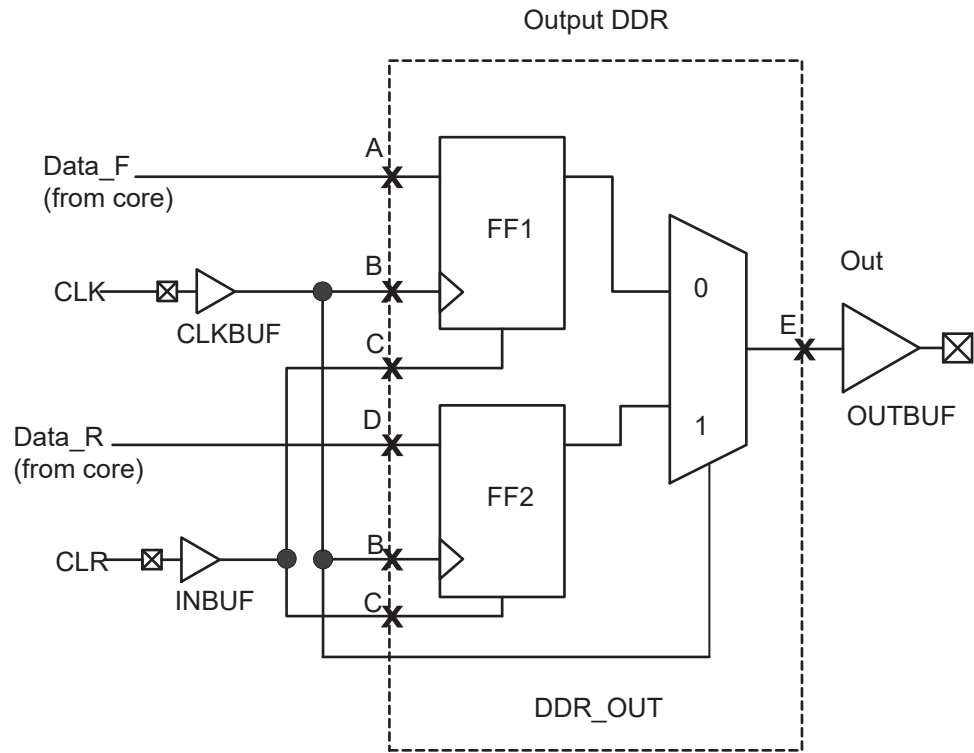 Output DDR
A
Data_F
(from core)
FF1
B
CLK
CLKBUF
0
Out
C
E
D
OUTBUF
Data_R
(from core)
1
FF2
B
CLR
INBUF
C
DDR_OUT